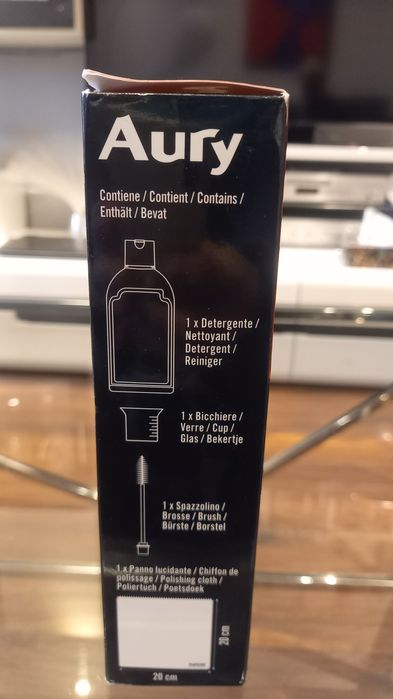 Aury
Contiene / Contient / Contains /
Enthält / Bevat
1 x Detergente /
Nettoyant /
Detergent /
Reiniger
1 x Bicchiere /
Verre / Cup /
Glas / Bekertje
1 x Spazzolino /
Brosse / Brush /
Bürste / Borstel
1 x Panno lucidante / Chiffon de
polissage / Polishing cloth /
Poliertuch / Poetsdoek
20 cm
20 cm